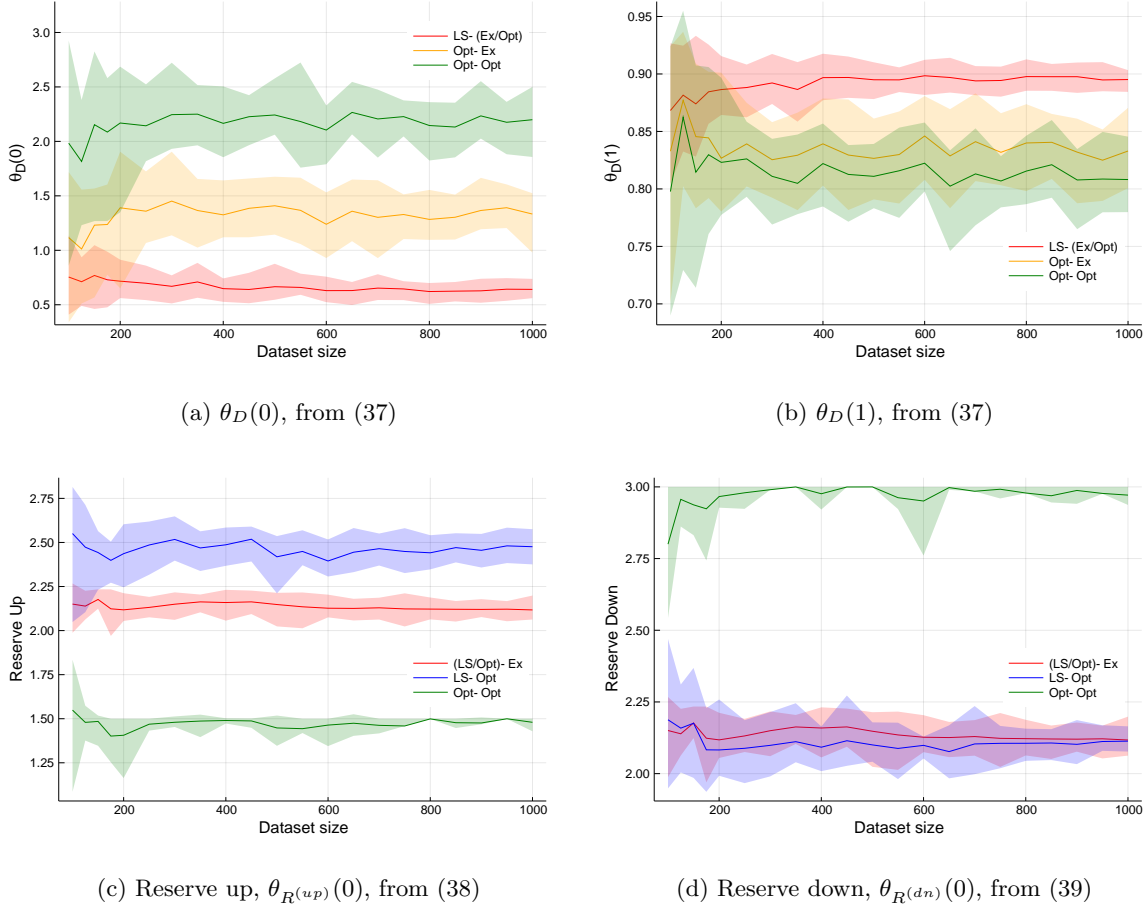 3.0
2.5
2.0
1.5
1.0
0.5
θ_D(0)
LS- (Ex/Opt)
Opt- Ex
Opt- Opt
200 400 600 800 1000
Dataset size
(a) θ_D(0), from (37)
0.95
0.90
0.85
0.80
0.75
0.70
θ_D(1)
LS- (Ex/Opt)
Opt- Ex
Opt- Opt
200 400 600 800 1000
Dataset size
(b) θ_D(1), from (37)
2.75
2.50
2.25
2.00
1.75
1.50
1.25
Reserve Up
(LS/Opt)- Ex
LS- Opt
Opt- Opt
200 400 600 800 1000
Dataset size
(c) Reserve up, θ_{R^{(up)}}(0), from (38)
3.00
2.75
2.50
2.25
2.00
Reserve Down
(LS/Opt)- Ex
LS- Opt
Opt- Opt
200 400 600 800 1000
Dataset size
(d) Reserve down, θ_{R^{(dn)}}(0), from (39)